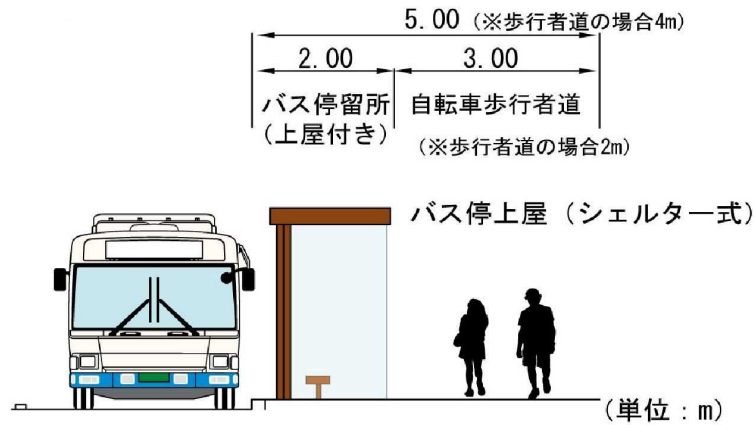 5.00 (※歩行者道の場合4m)
2.00
3.00
バス停留所
(上屋付き)
自転車歩行者道
(※歩行者道の場合2m)
バス停上屋（シェルター式）
(単位：m)